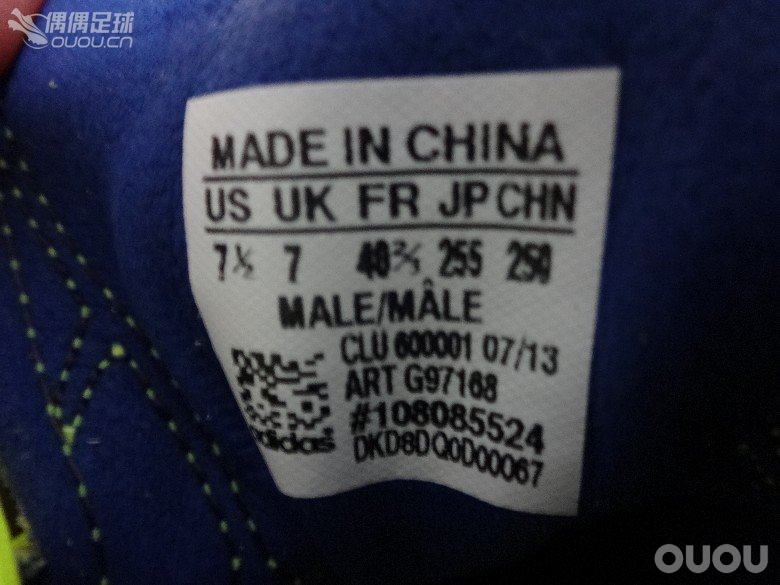 偶偶足球
OUOU.CN
MADE IN CHINA
US UK FR JP CHN
7½ 7 40⅔ 255 250
MALE/MÂLE
CLU 600001 07/13
ART G97168
#108085524
adidas
DKD8DQ0D00067
OUOU